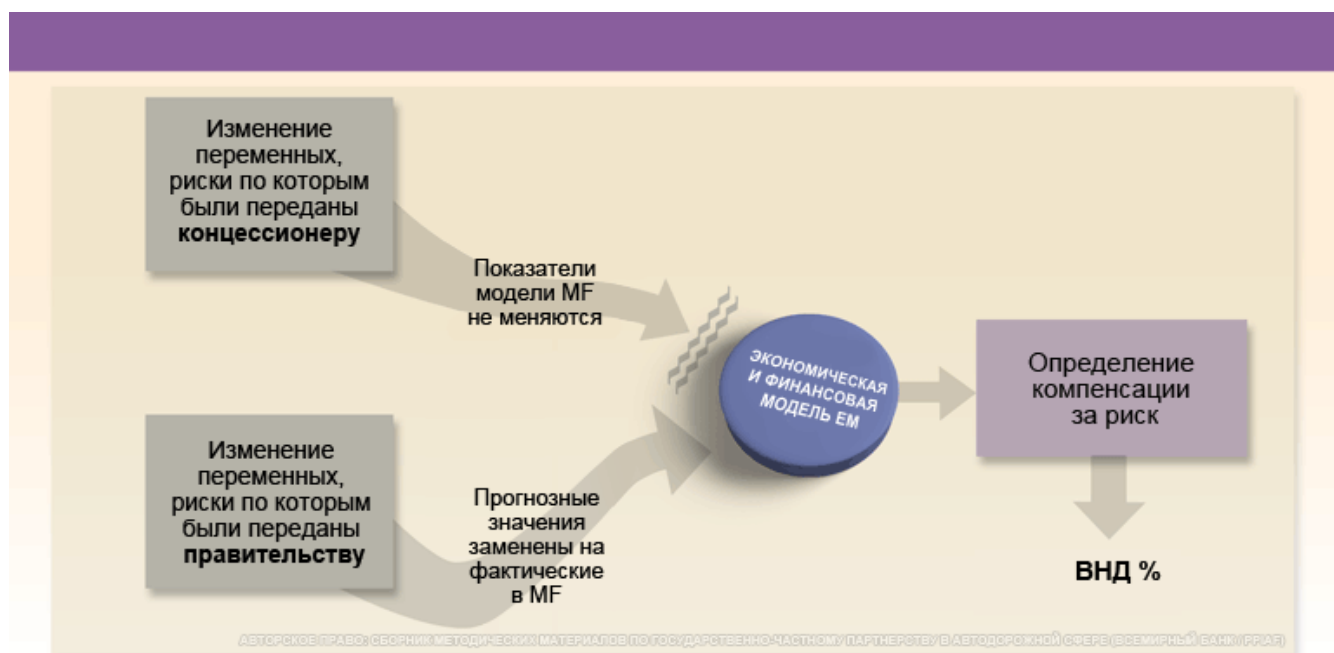 Изменение
переменных,
риски по которым
были переданы
концессионеру
Показатели
модели MF
не меняются
Изменение
переменных,
риски по которым
были переданы
правительству
Прогнозные
значения
заменены на
фактические
в MF
ЭКОНОМИЧЕСКАЯ
И ФИНАНСОВАЯ
МОДЕЛЬ ЕМ
Определение
компенсации
за риск
ВНД %
АВТОРСКОЕ ПРАВО: СБОРНИК МЕТОДИЧЕСКИХ МАТЕРИАЛОВ ПО ГОСУДАРСТВЕННО-ЧАСТНОМУ ПАРТНЕРСТВУ В АВТОДОРОЖНОЙ СФЕРЕ (ВСЕМИРНЫЙ БАНК/ PPIAF)